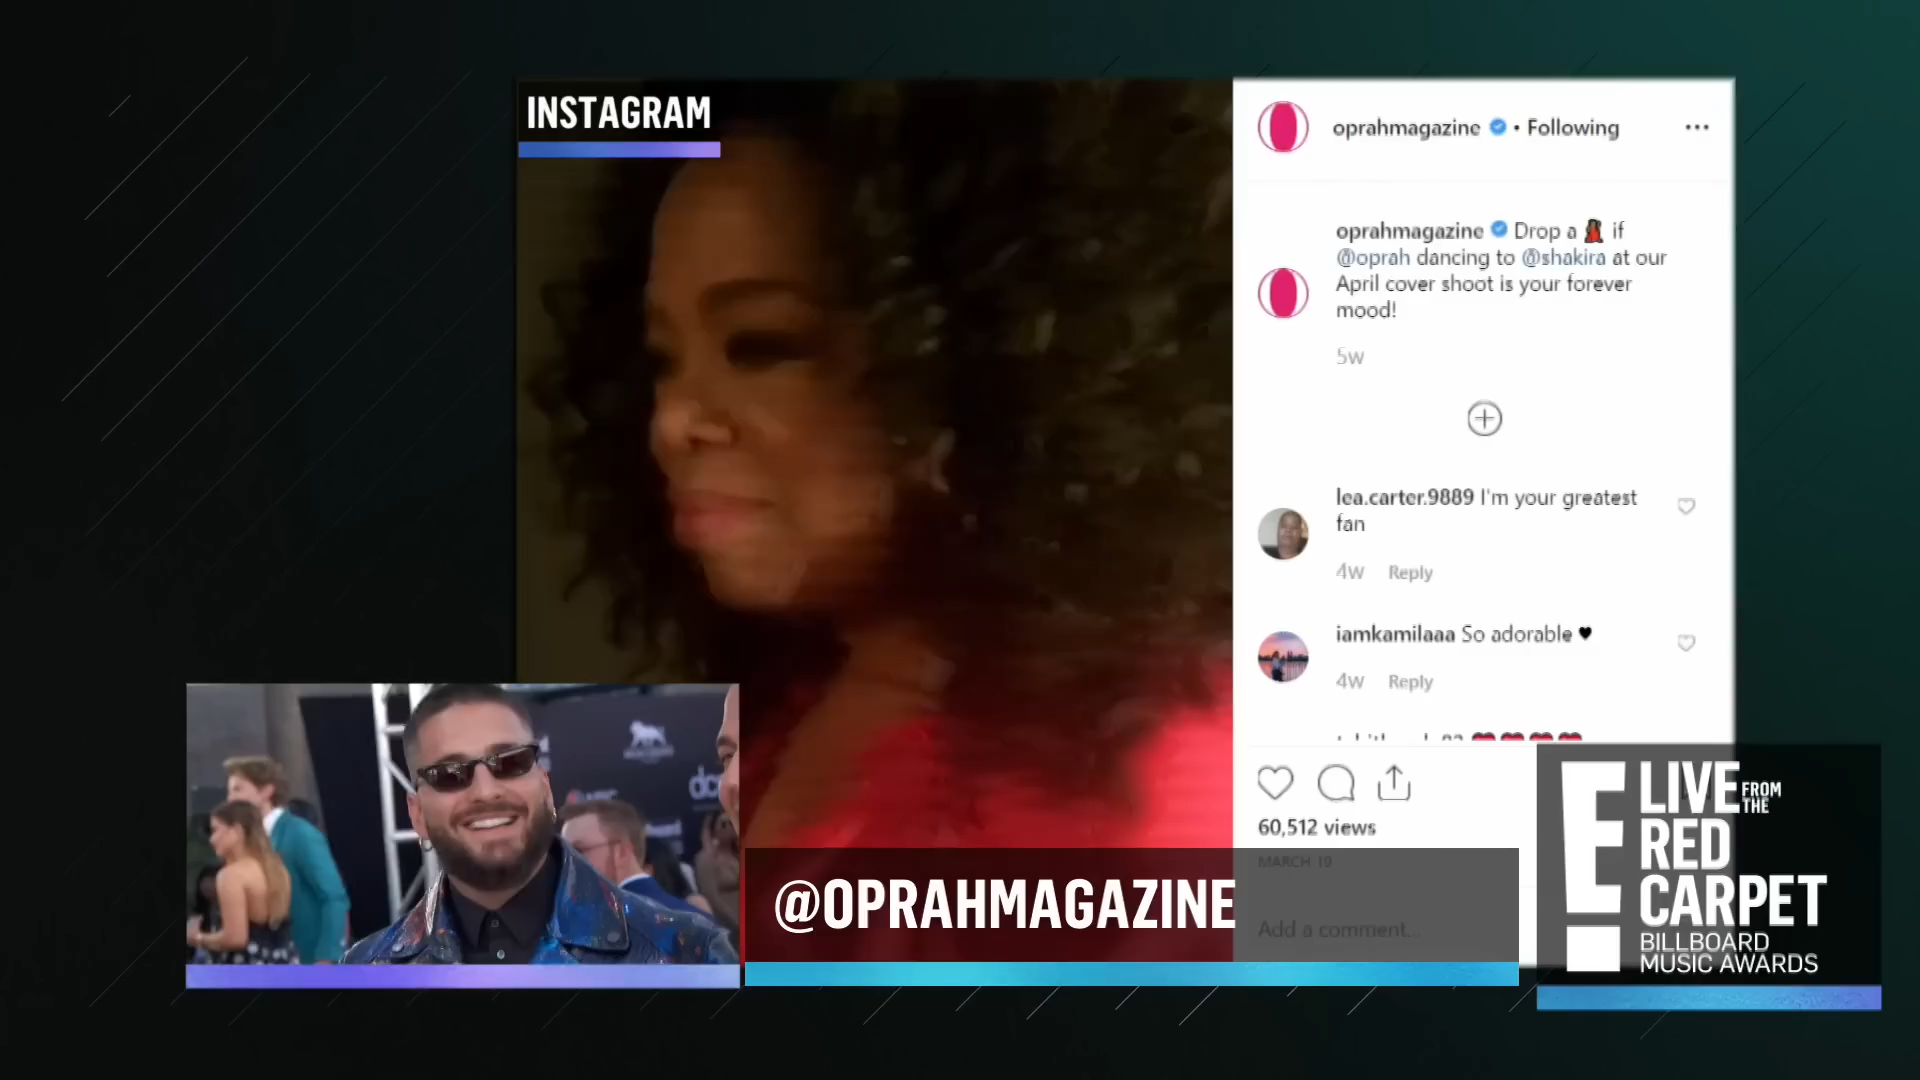 INSTAGRAM
oprahmagazine • Following
oprahmagazine Drop a if
@oprah dancing to @shakira at our
April cover shoot is your forever
mood!
5w
lea.carter.9889 I'm your greatest
fan
4w Reply
iamkamilaaa So adorable ♥
4w Reply
60,512 views
MARCH 19
Add a comment...
@OPRAHMAGAZINE
E!
LIVE FROM THE
RED
CARPET
BILLBOARD
MUSIC AWARDS